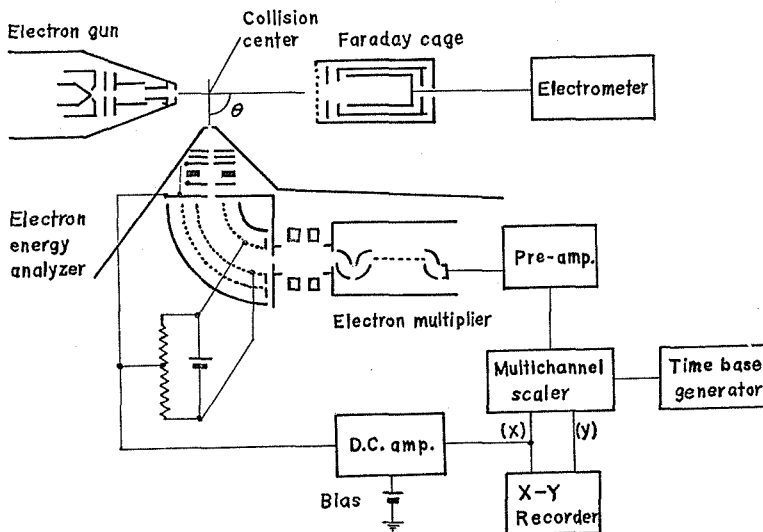 Electron gun
Collision
center
Faraday cage
Electrometer
θ
Electron
energy
analyzer
Pre-amp.
Electron multiplier
Multichannel
scaler
Time base
generator
(x)
(y)
D.C. amp.
Bias
X-Y
Recorder